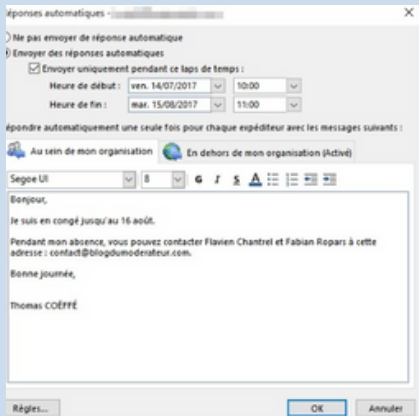 éponses automatiques -
Ne pas envoyer de réponse automatique
Envoyer des réponses automatiques
Envoyer uniquement pendant ce laps de temps :
Heure de début : ven. 14/07/2017 10:00
Heure de fin : mar. 15/08/2017 11:00
épondre automatiquement une seule fois pour chaque expéditeur avec les messages suivants :
Au sein de mon organisation En dehors de mon organisation (Activé)
Segoe UI 8 G I S A
Bonjour,
Je suis en congé jusqu'au 16 août.
Pendant mon absence, vous pouvez contacter Flavien Chantrel et Fabian Ropars à cette
adresse : contact@blogdumoderateur.com.
Bonne journée,
Thomas COËFFÉ
Règles... OK Annuler